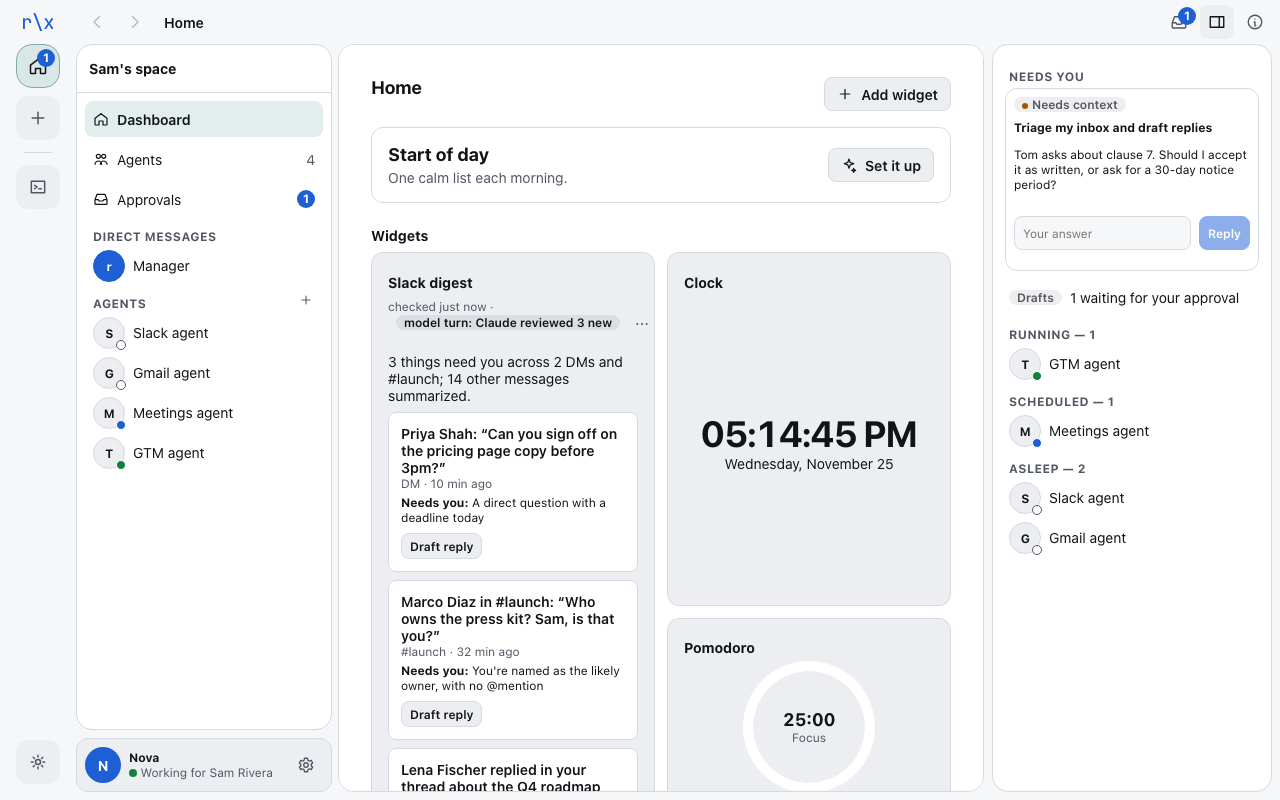 r\x
Home
1
1
Sam's space
Dashboard
Agents
4
Approvals
1
DIRECT MESSAGES
r
Manager
AGENTS
S
Slack agent
G
Gmail agent
M
Meetings agent
T
GTM agent
N
Nova
Working for Sam Rivera
Home
Add widget
Start of day
One calm list each morning.
Set it up
Widgets
Slack digest
checked just now ·
model turn: Claude reviewed 3 new
3 things need you across 2 DMs and
#launch; 14 other messages
summarized.
Priya Shah: “Can you sign off on
the pricing page copy before
3pm?”
DM · 10 min ago
Needs you: A direct question with a
deadline today
Draft reply
Marco Diaz in #launch: “Who
owns the press kit? Sam, is that
you?”
#launch · 32 min ago
Needs you: You're named as the likely
owner, with no @mention
Draft reply
Lena Fischer replied in your
thread about the Q4 roadmap
Clock
05:14:45 PM
Wednesday, November 25
Pomodoro
25:00
Focus
NEEDS YOU
Needs context
Triage my inbox and draft replies
Tom asks about clause 7. Should I accept
it as written, or ask for a 30-day notice
period?
Your answer
Reply
Drafts
1 waiting for your approval
RUNNING — 1
T
GTM agent
SCHEDULED — 1
M
Meetings agent
ASLEEP — 2
S
Slack agent
G
Gmail agent